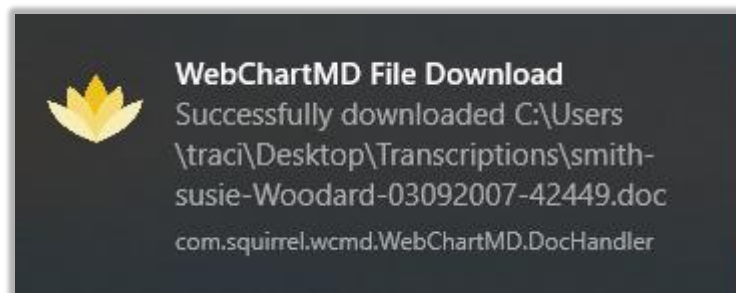 WebChartMD File Download
Successfully downloaded C:\Users
\traci\Desktop\Transcriptions\smith-
susie-Woodard-03092007-42449.doc
com.squirrel.wcmd.WebChartMD.DocHandler